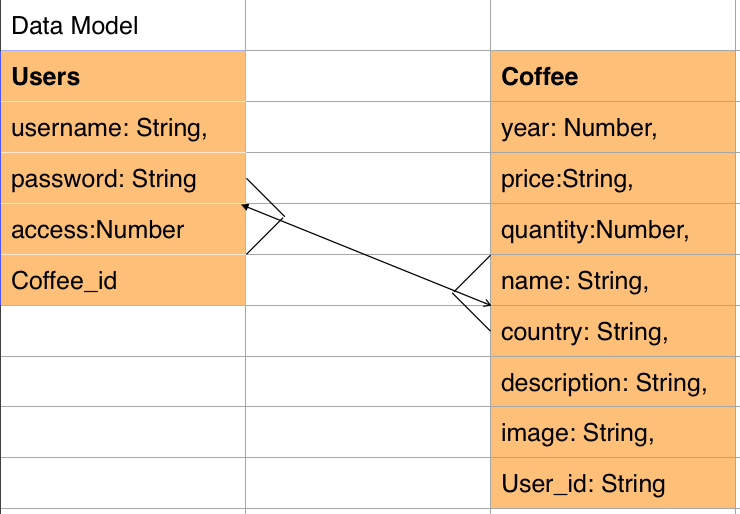 Data Model
Users
username: String,
password: String
access:Number
Coffee_id
Coffee
year: Number,
price:String,
quantity:Number,
name: String,
country: String,
description: String,
image: String,
User_id: String